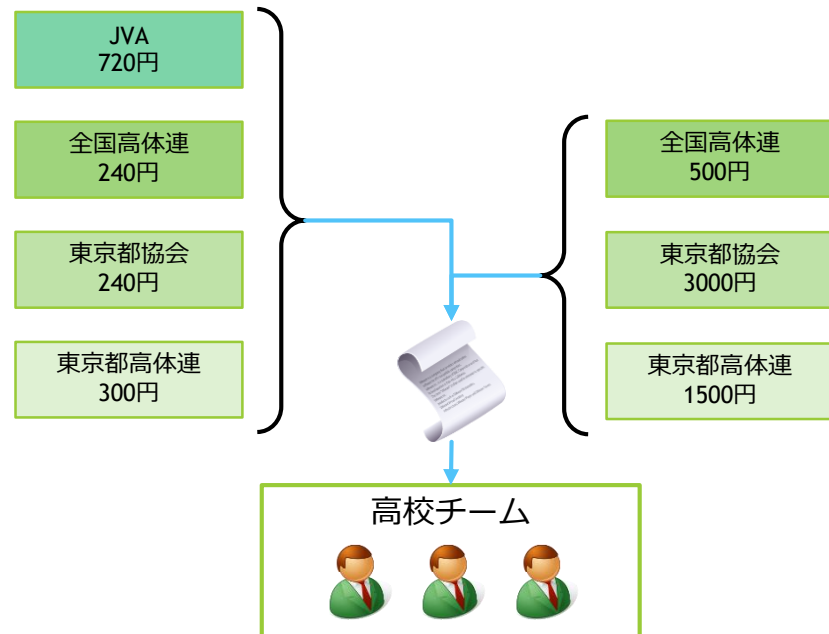 JVA
720円
全国高体連
240円
東京都協会
240円
東京都高体連
300円
全国高体連
500円
東京都協会
3000円
東京都高体連
1500円
高校チーム